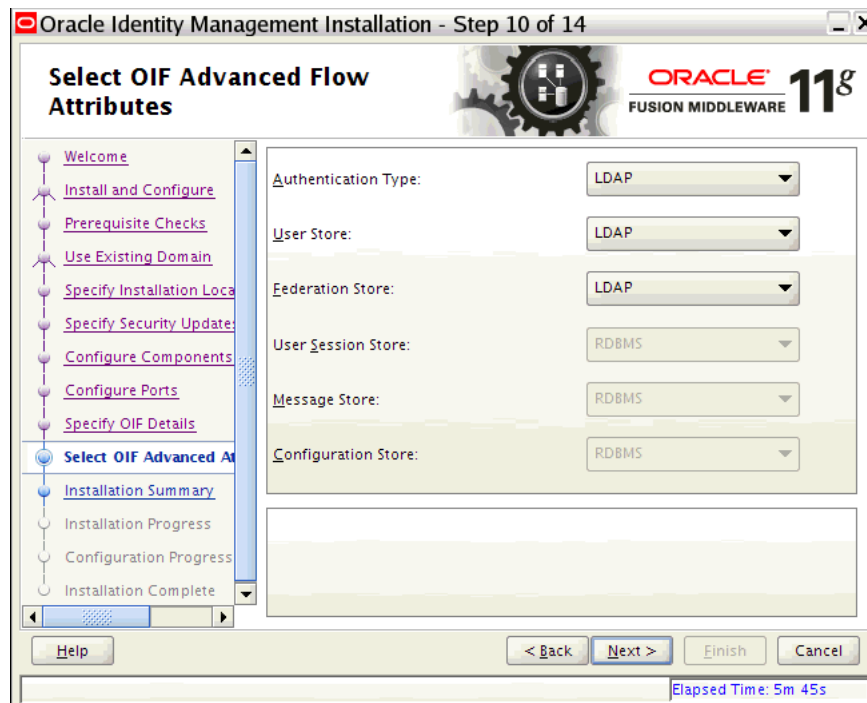 Oracle Identity Management Installation - Step 10 of 14
Select OIF Advanced Flow
Attributes
ORACLE
FUSION MIDDLEWARE 11g
Welcome
Install and Configure
Prerequisite Checks
Use Existing Domain
Specify Installation Loca
Specify Security Updates
Configure Components
Configure Ports
Specify OIF Details
Select OIF Advanced At
Installation Summary
Installation Progress
Configuration Progress
Installation Complete
Authentication Type: LDAP
User Store: LDAP
Federation Store: LDAP
User Session Store: RDBMS
Message Store: RDBMS
Configuration Store: RDBMS
Help < Back Next > Finish Cancel
Elapsed Time: 5m 45s